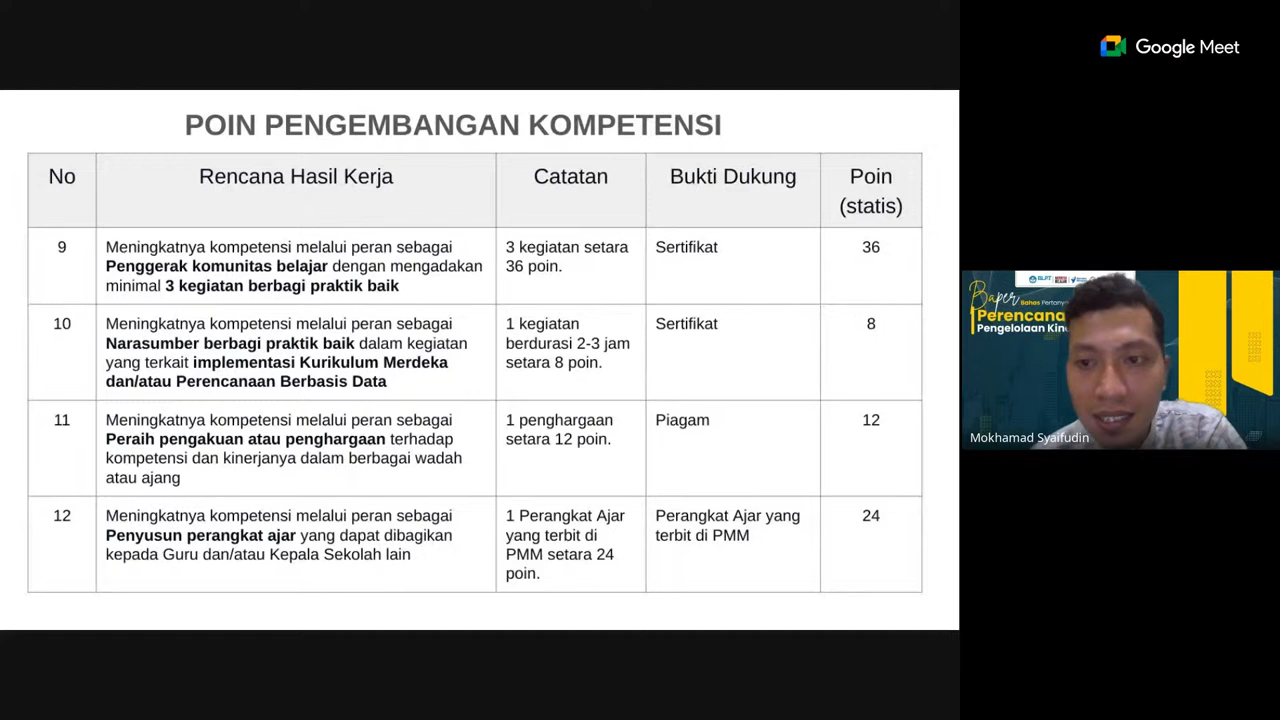 Google Meet
POIN PENGEMBANGAN KOMPETENSI
No
Rencana Hasil Kerja
Catatan
Bukti Dukung
Poin
(statis)
9
Meningkatnya kompetensi melalui peran sebagai
Penggerak komunitas belajar dengan mengadakan
minimal 3 kegiatan berbagi praktik baik
3 kegiatan setara
36 poin.
Sertifikat
36
10
Meningkatnya kompetensi melalui peran sebagai
Narasumber berbagi praktik baik dalam kegiatan
yang terkait implementasi Kurikulum Merdeka
dan/atau Perencanaan Berbasis Data
1 kegiatan
berdurasi 2-3 jam
setara 8 poin.
Sertifikat
8
11
Meningkatnya kompetensi melalui peran sebagai
Peraih pengakuan atau penghargaan terhadap
kompetensi dan kinerjanya dalam berbagai wadah
atau ajang
1 penghargaan
setara 12 poin.
Piagam
12
12
Meningkatnya kompetensi melalui peran sebagai
Penyusun perangkat ajar yang dapat dibagikan
kepada Guru dan/atau Kepala Sekolah lain
1 Perangkat Ajar
yang terbit di
PMM setara 24
poin.
Perangkat Ajar yang
terbit di PMM
24
Baper
Bahas Pertany
Perencana
Pengelolaan Kin
Mokhamad Syaifudin